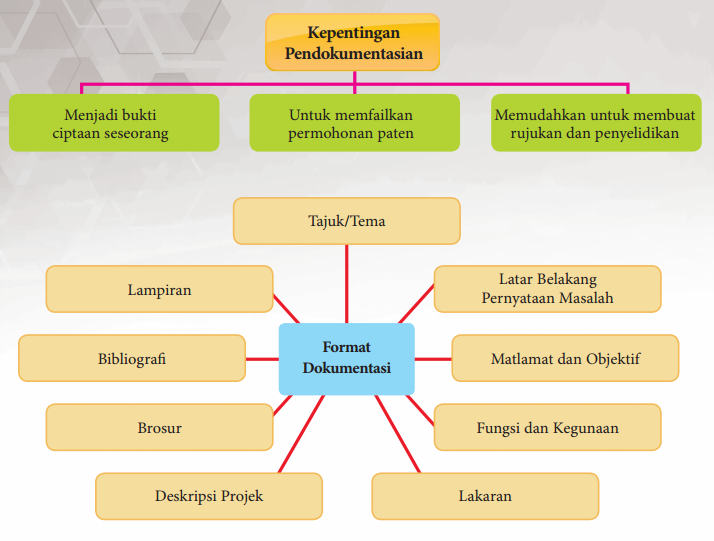 Kepentingan
Pendokumentasian
Menjadi bukti
ciptaan seseorang
Untuk memfailkan
permohonan paten
Memudahkan untuk membuat
rujukan dan penyelidikan
Tajuk/Tema
Lampiran
Latar Belakang
Pernyataan Masalah
Format
Dokumentasi
Bibliografi
Matlamat dan Objektif
Brosur
Fungsi dan Kegunaan
Deskripsi Projek
Lakaran